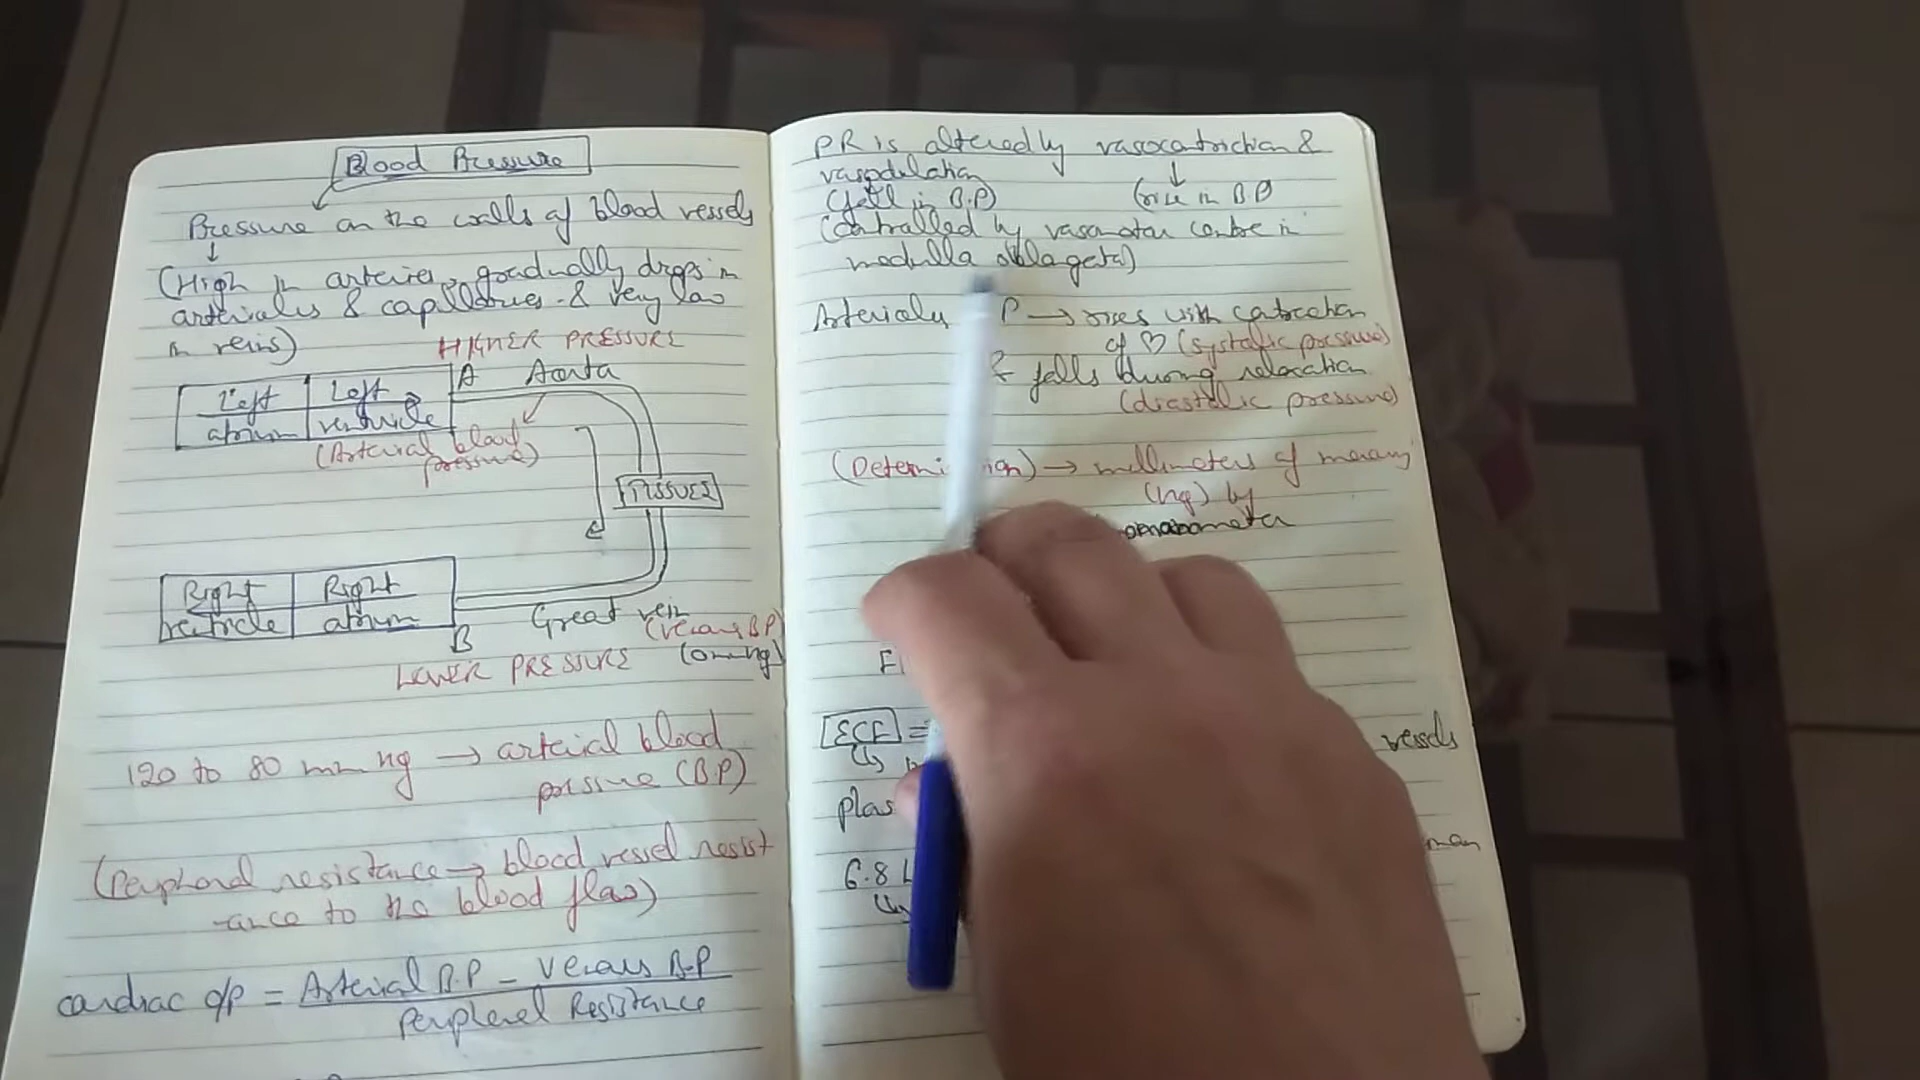 Blood Pressure
Pressure on the walls of blood vessels
(High in arteries, gradually drops in
arterioles & capillaries & very low
in veins)
HIGHER PRESSURE
A Aorta
Left Left
atrium ventricle
(Arterial blood
pressure)
TISSUES
Right Right
ventricle atrium
B
Great vein
(Venous BP)
(0 mmHg)
LOWER PRESSURE
120 to 80 mm Hg → arterial blood
pressure (B.P)
(Peripheral resistance → blood vessel resist
-ance to the blood flow)
cardiac o/p = Arterial B.P - Venous B.P
Peripheral Resistance
PR is altered by vasoconstriction &
vasodilation
(fall in B.P) (rise in B.P)
(Controlled by vasomotor centre in
medulla oblongata)
P → rises with contraction
of ♡ (systolic pressure)
& falls during relaxation
(diastolic pressure)
→ millimeters of mercury
(Hg) by
ECF =
vessels
6.8 L